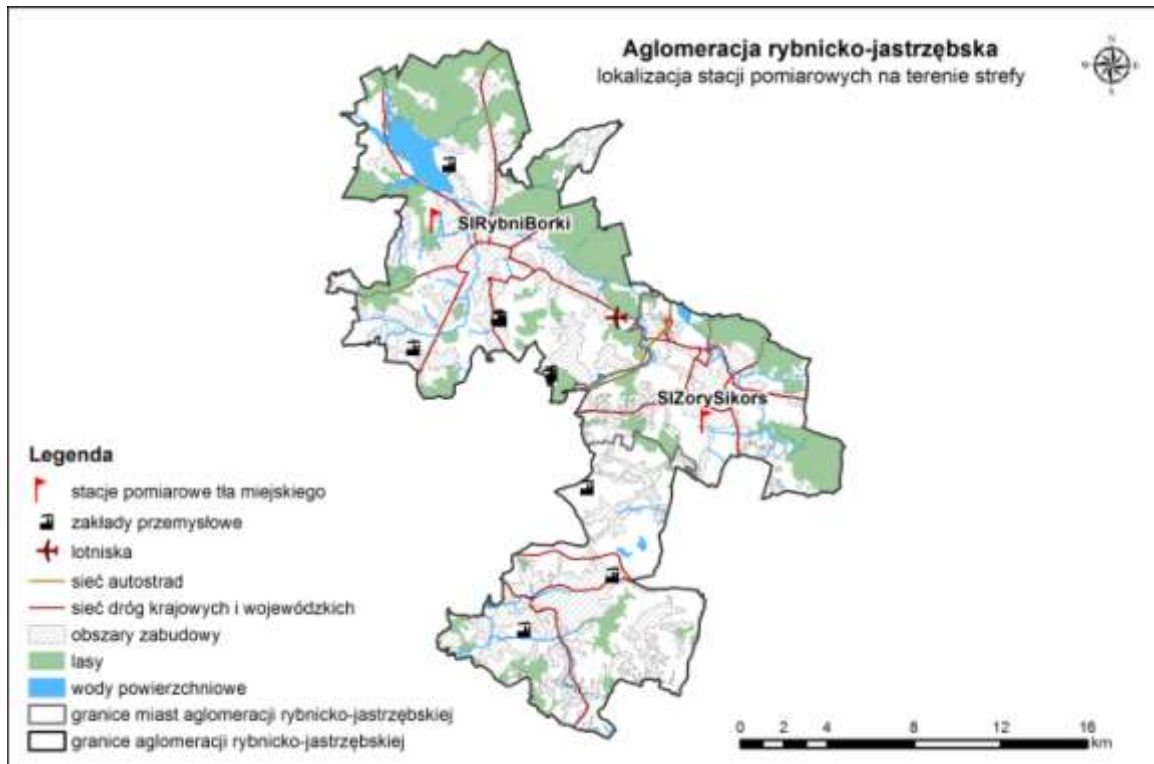 Aglomeracja rybnicko-jastrzębska
lokalizacja stacji pomiarowych na terenie strefy
N
W
E
S
SlRybniBorki
SlZorySikors
Legenda
stacje pomiarowe tła miejskiego
zakłady przemysłowe
lotniska
sieć autostrad
sieć dróg krajowych i wojewódzkich
obszary zabudowy
lasy
wody powierzchniowe
granice miast aglomeracji rybnicko-jastrzębskiej
granice aglomeracji rybnicko-jastrzębskiej
0 2 4 8 12 16
km